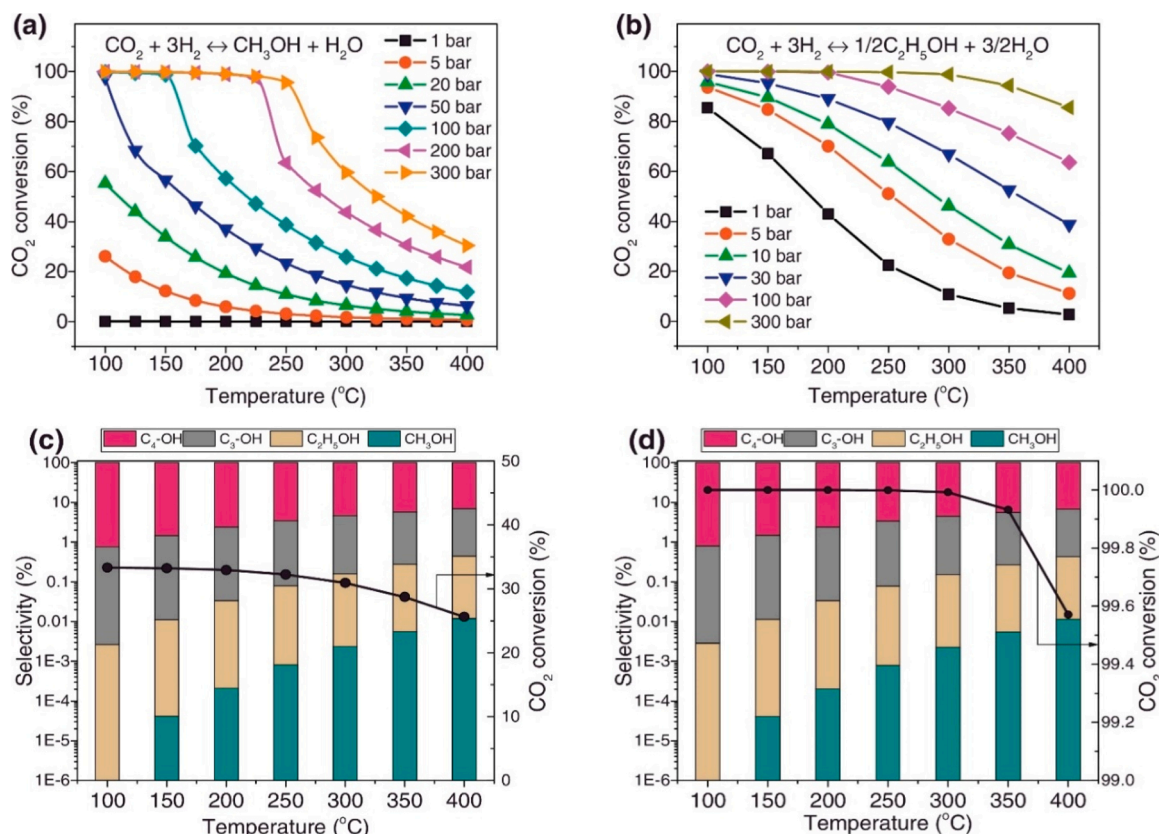 (a)
CO₂ + 3H₂ ↔ CH₃OH + H₂O
1 bar
5 bar
20 bar
50 bar
100 bar
200 bar
300 bar
100
80
60
40
20
0
CO₂ conversion (%)
100 150 200 250 300 350 400
Temperature (°C)
(b)
CO₂ + 3H₂ ↔ 1/2C₂H₅OH + 3/2H₂O
100
80
60
40
20
0
CO₂ conversion (%)
1 bar
5 bar
10 bar
30 bar
100 bar
300 bar
100 150 200 250 300 350 400
Temperature (°C)
(c)
C₄-OH C₃-OH C₂H₅OH CH₃OH
100
10
1
0.1
0.01
1E-3
1E-4
1E-5
1E-6
Selectivity (%)
50
40
30
20
10
0
CO₂ conversion (%)
100 150 200 250 300 350 400
Temperature (°C)
(d)
C₄-OH C₃-OH C₂H₅OH CH₃OH
100
10
1
0.1
0.01
1E-3
1E-4
1E-5
1E-6
Selectivity (%)
100.0
99.80
99.60
99.40
99.2
99.0
CO₂ conversion (%)
100 150 200 250 300 350 400
Temperature (°C)